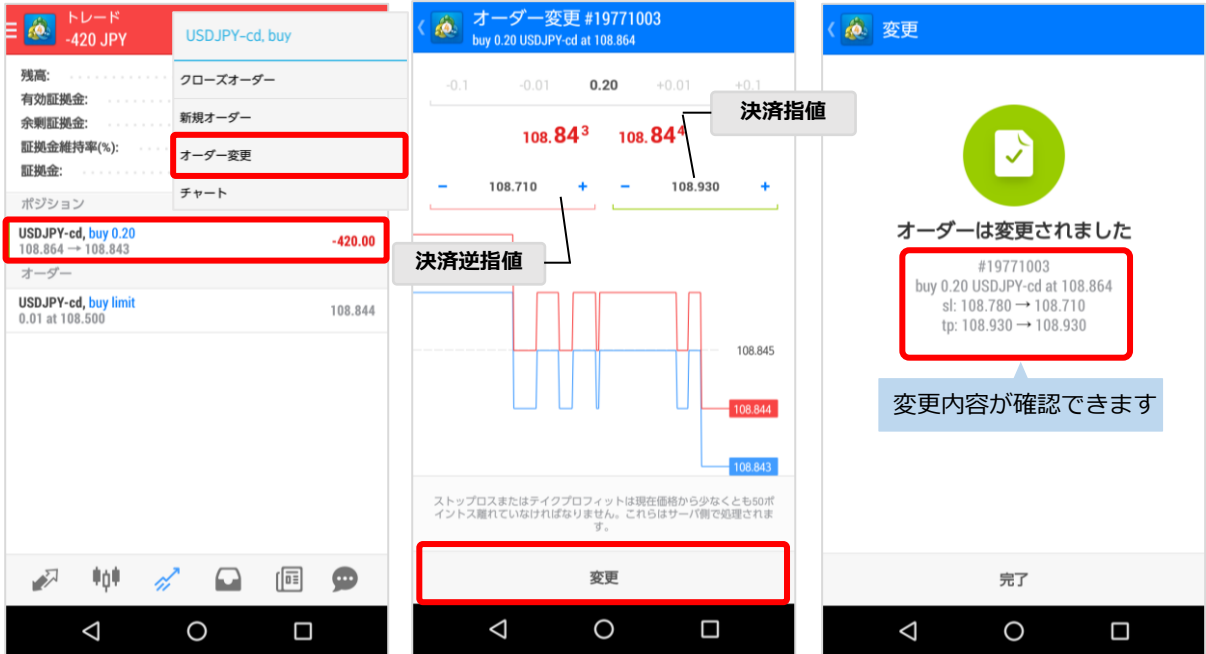 トレード
-420 JPY
USDJPY-cd, buy
残高:
有効証拠金:
余剰証拠金:
証拠金維持率(%):
証拠金:
クローズオーダー
新規オーダー
オーダー変更
チャート
ポジション
USDJPY-cd, buy 0.20
108.864 → 108.843
-420.00
オーダー
USDJPY-cd, buy limit
0.01 at 108.500
108.844
オーダー変更 #19771003
buy 0.20 USDJPY-cd at 108.864
-0.1 -0.01 0.20 +0.01 +0.1
決済指値
108.843 108.844
− 108.710 + − 108.930 +
決済逆指値
108.845
108.844
108.843
ストップロスまたはテイクプロフィットは現在価格から少なくとも50ポ
イントス離れていなければなりません。これらはサーバ側で処理されま
す。
変更
変更
オーダーは変更されました
#19771003
buy 0.20 USDJPY-cd at 108.864
sl: 108.780 → 108.710
tp: 108.930 → 108.930
変更内容が確認できます
完了